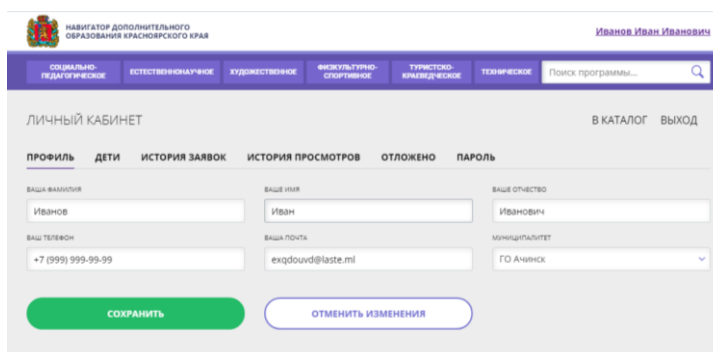 НАВИГАТОР ДОПОЛНИТЕЛЬНОГО
ОБРАЗОВАНИЯ КРАСНОЯРСКОГО КРАЯ
Иванов Иван Иванович
СОЦИАЛЬНО-
ПЕДАГОГИЧЕСКОЕ
ЕСТЕСТВЕННОНАУЧНОЕ
ХУДОЖЕСТВЕННОЕ
ФИЗКУЛЬТУРНО-
СПОРТИВНОЕ
ТУРИСТСКО-
КРАЕВЕДЧЕСКОЕ
ТЕХНИЧЕСКОЕ
Поиск программы...
ЛИЧНЫЙ КАБИНЕТ
В КАТАЛОГ ВЫХОД
ПРОФИЛЬ ДЕТИ ИСТОРИЯ ЗАЯВОК ИСТОРИЯ ПРОСМОТРОВ ОТЛОЖЕНО ПАРОЛЬ
ВАША ФАМИЛИЯ ВАШЕ ИМЯ ВАШЕ ОТЧЕСТВО
Иванов Иван Иванович
ВАШ ТЕЛЕФОН ВАША ПОЧТА МУНИЦИПАЛИТЕТ
+7 (999) 999-99-99 exqdouvd@laste.ml ГО Ачинск
СОХРАНИТЬ ОТМЕНИТЬ ИЗМЕНЕНИЯ